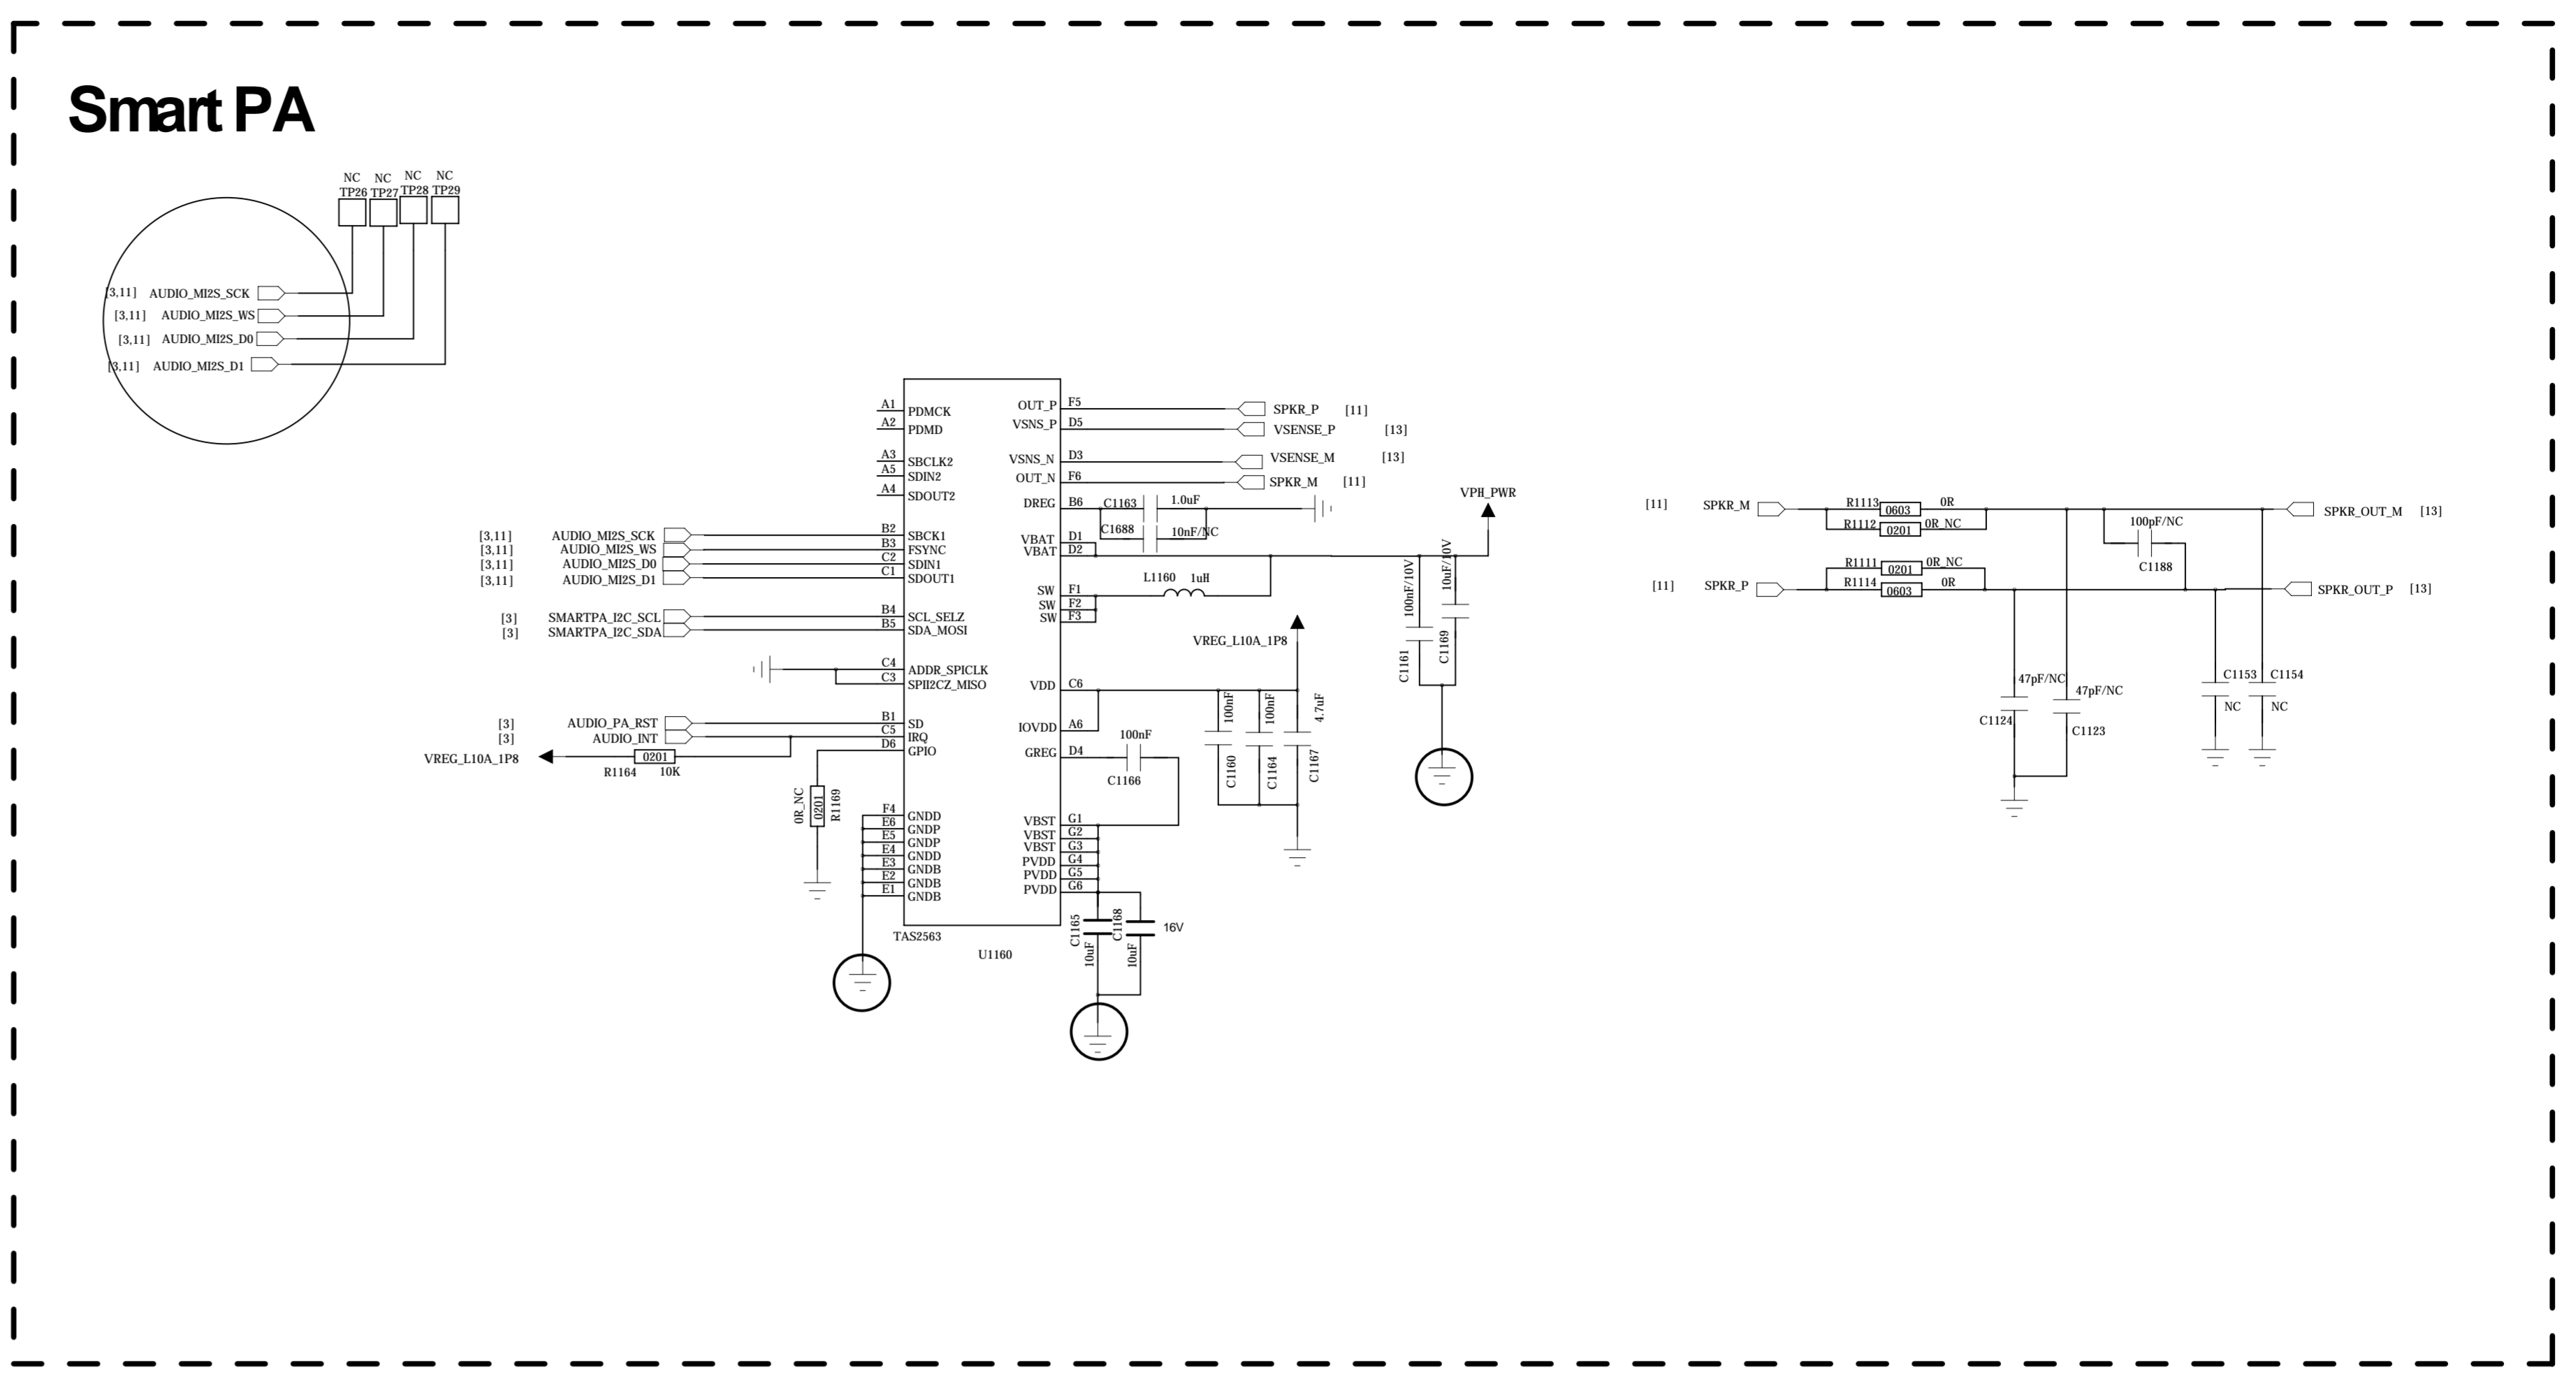 Smart PA
NC NC NC NC
TP26 TP27 TP28 TP29
[3,11] AUDIO_MI2S_SCK
[3,11] AUDIO_MI2S_WS
[3,11] AUDIO_MI2S_D0
[3,11] AUDIO_MI2S_D1
A1 PDMCK
A2 PDMD
A3 SBCLK2
A5 SDIN2
A4 SDOUT2
[3,11] AUDIO_MI2S_SCK B2 SBCK1
[3,11] AUDIO_MI2S_WS B3 FSYNC
[3,11] AUDIO_MI2S_D0 C2 SDIN1
[3,11] AUDIO_MI2S_D1 C1 SDOUT1
[3] SMARTPA_I2C_SCL B4 SCL_SELZ
[3] SMARTPA_I2C_SDA B5 SDA_MOSI
C4 ADDR_SPICLK
C3 SPII2CZ_MISO
[3] AUDIO_PA_RST B1 SD
[3] AUDIO_INT C5 IRQ
D6 GPIO
VREG_L10A_1P8 0201
R1164 10K
0R_NC 0201 R1169
F4 GNDD
E6 GNDP
E5 GNDP
E4 GNDD
E3 GNDB
E2 GNDB
E1 GNDB
TAS2563
U1160
OUT_P F5 SPKR_P [11]
VSNS_P D5 VSENSE_P [13]
VSNS_N D3 VSENSE_M [13]
OUT_N F6 SPKR_M [11]
DREG B6 C1163 1.0uF
C1688 10nF/NC
VBAT D1
VBAT D2
VPH_PWR
L1160 1uH
SW F1
SW F2
SW F3
100nF/10V C1161
10uF/10V C1169
VREG_L10A_1P8
VDD C6
IOVDD A6
GREG D4 100nF
C1166
100nF C1160
100nF C1164
4.7uF C1167
VBST G1
VBST G2
VBST G3
PVDD G4
PVDD G5
PVDD G6
C1165 10uF
C1168 10uF
16V
[11] SPKR_M R1113 0603 0R SPKR_OUT_M [13]
R1112 0201 0R_NC
100pF/NC
C1188
R1111 0201 0R_NC
[11] SPKR_P R1114 0603 0R SPKR_OUT_P [13]
47pF/NC
C1124
47pF/NC
C1123
C1153 C1154
NC NC